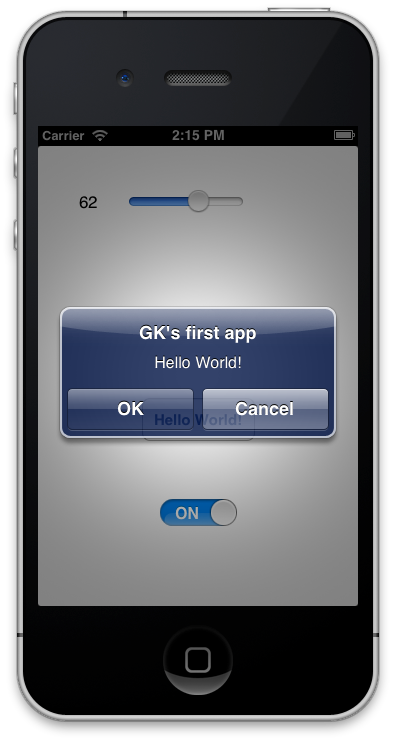 Carrier 2:15 PM
62
GK's first app
Hello World!
OK Cancel
Hello World!
ON